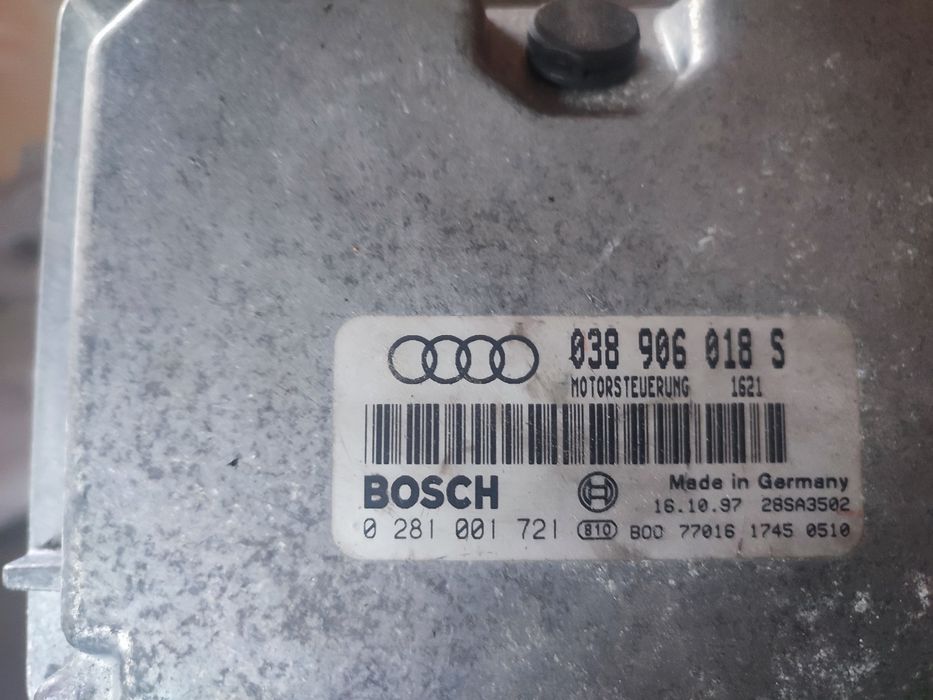 038 906 018 S
MOTORSTEUERUNG 1621
BOSCH
Made in Germany
16.10.97 28SA3502
0 281 001 721 810 B00 77016 1745 0510